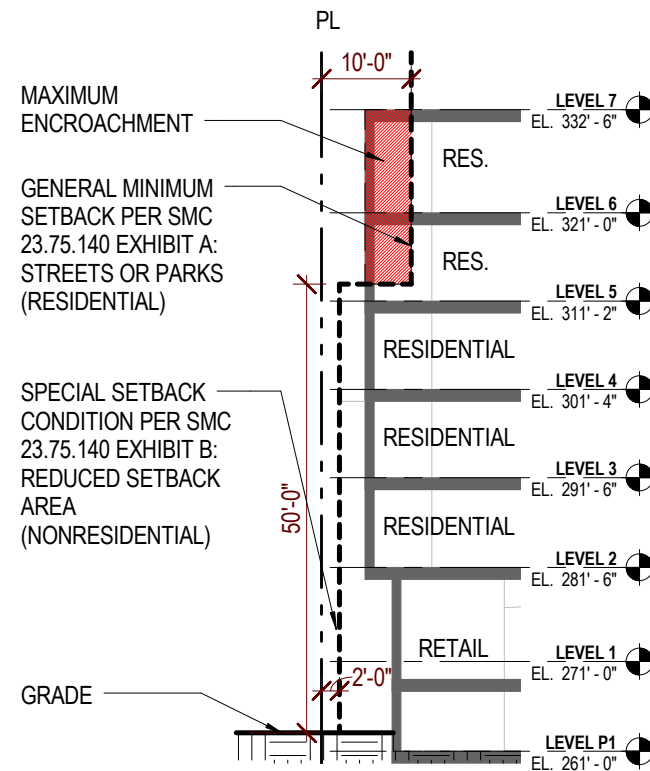 PL
10'-0"
MAXIMUM
ENCROACHMENT
GENERAL MINIMUM
SETBACK PER SMC
23.75.140 EXHIBIT A:
STREETS OR PARKS
(RESIDENTIAL)
SPECIAL SETBACK
CONDITION PER SMC
23.75.140 EXHIBIT B:
REDUCED SETBACK
AREA
(NONRESIDENTIAL)
GRADE
50'-0"
2'-0"
RES.
RES.
RESIDENTIAL
RESIDENTIAL
RESIDENTIAL
RETAIL
LEVEL 7
EL. 332' - 6"
LEVEL 6
EL. 321' - 0"
LEVEL 5
EL. 311' - 2"
LEVEL 4
EL. 301' - 4"
LEVEL 3
EL. 291' - 6"
LEVEL 2
EL. 281' - 6"
LEVEL 1
EL. 271' - 0"
LEVEL P1
EL. 261' - 0"